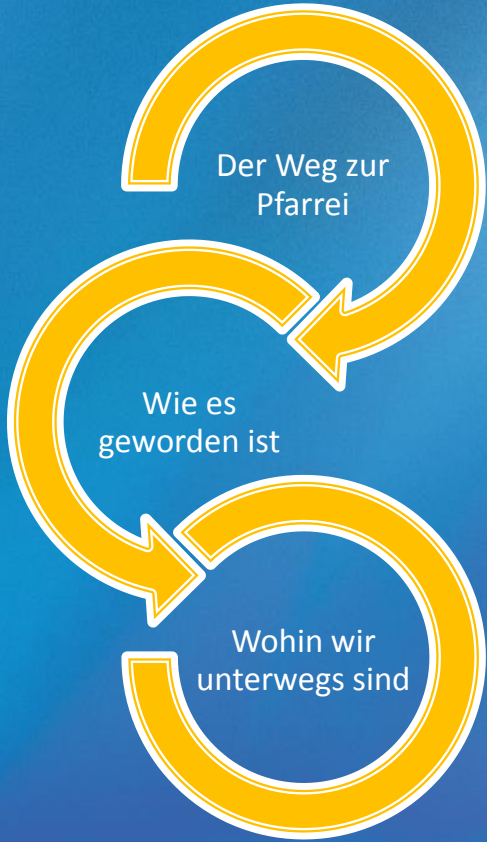 Der Weg zur
Pfarrei
Wie es
geworden ist
Wohin wir
unterwegs sind